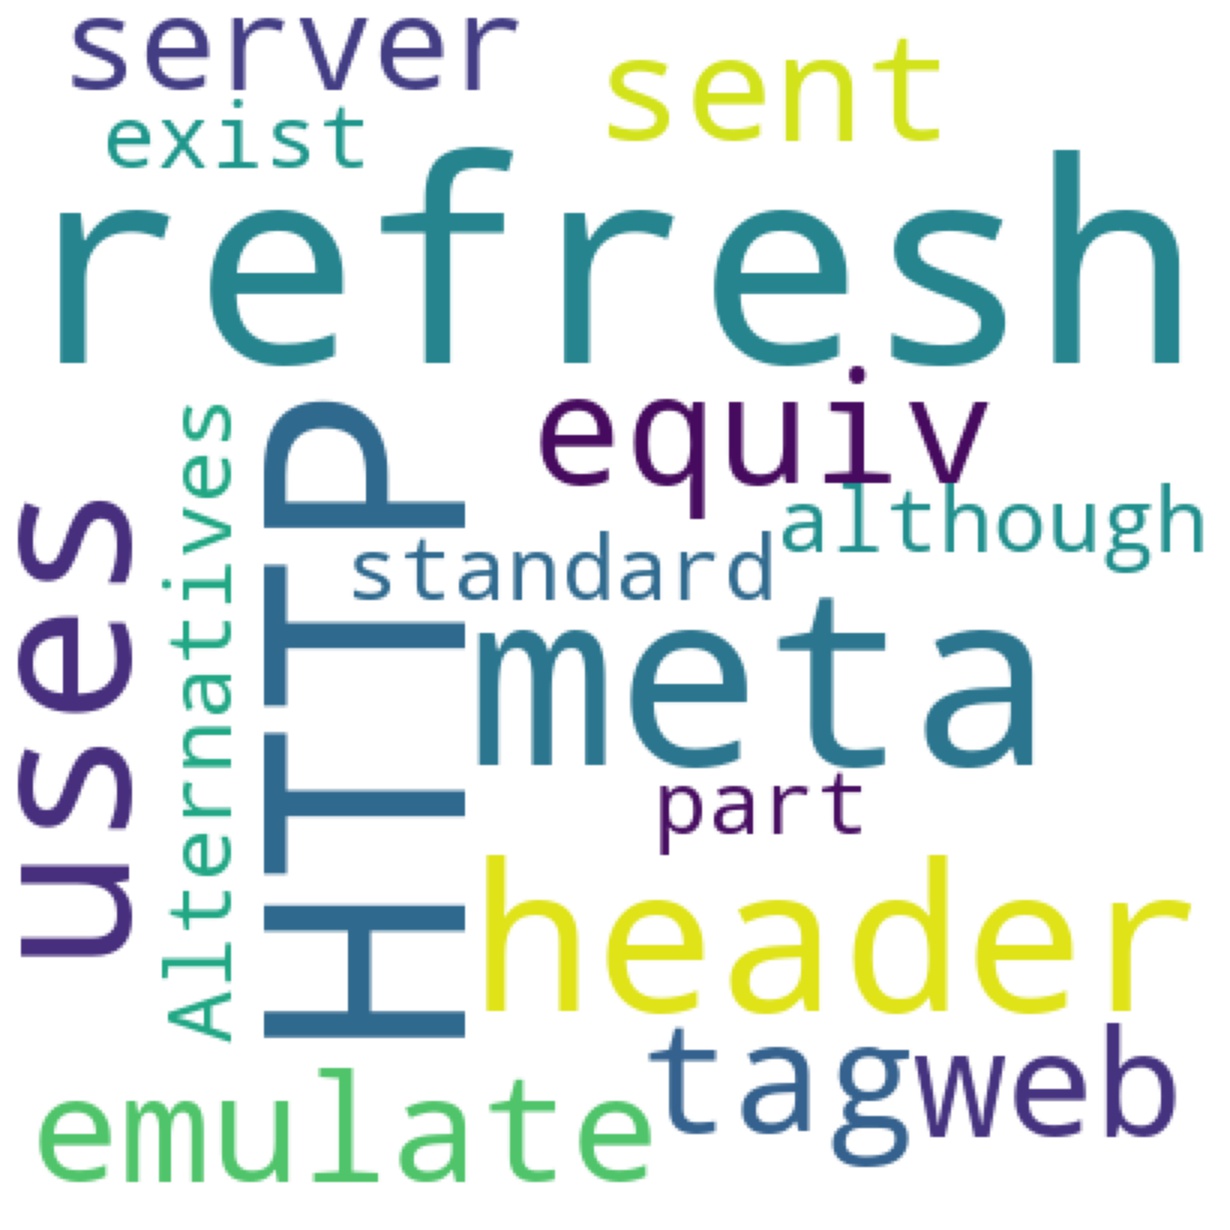 server
sent
exist
refresh
equiv
although
uses
Alternatives
HTTP
standard
meta
part
header
tag
web
emulate